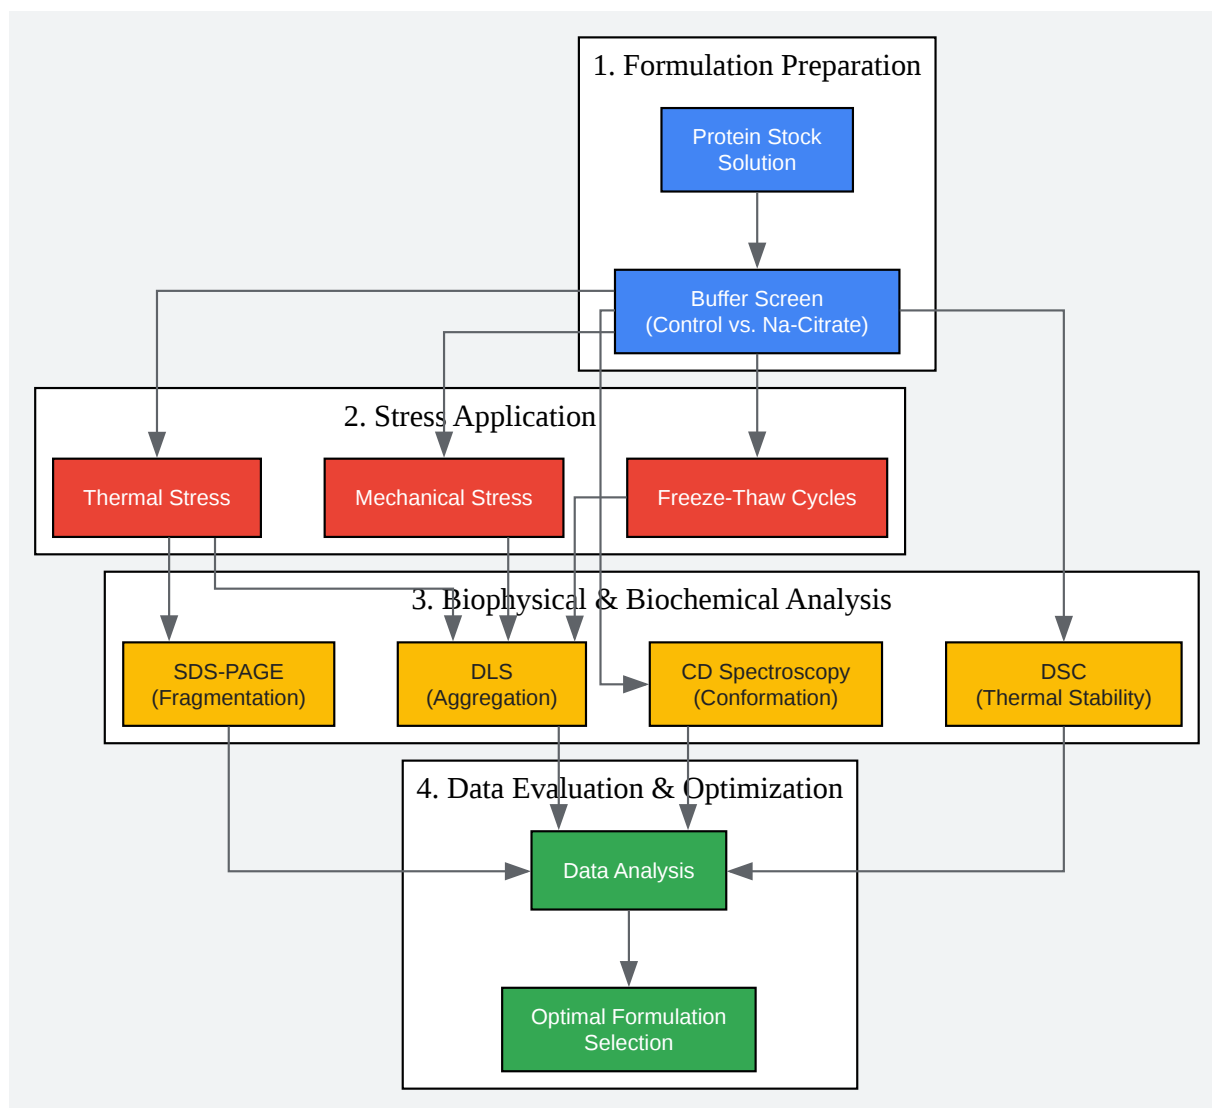 1. Formulation Preparation
Protein Stock
Solution
Buffer Screen
(Control vs. Na-Citrate)
2. Stress Application
Thermal Stress
Mechanical Stress
Freeze-Thaw Cycles
3. Biophysical & Biochemical Analysis
SDS-PAGE
(Fragmentation)
DLS
(Aggregation)
CD Spectroscopy
(Conformation)
DSC
(Thermal Stability)
4. Data Evaluation & Optimization
Data Analysis
Optimal Formulation
Selection